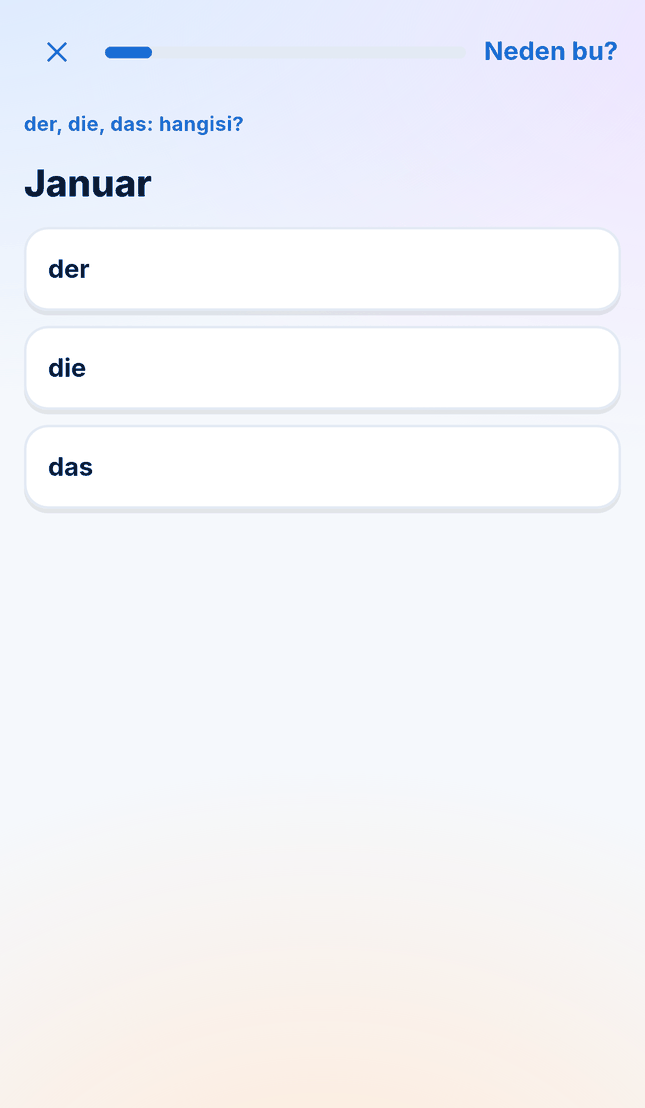 Neden bu?
der, die, das: hangisi?
Januar
der
die
das